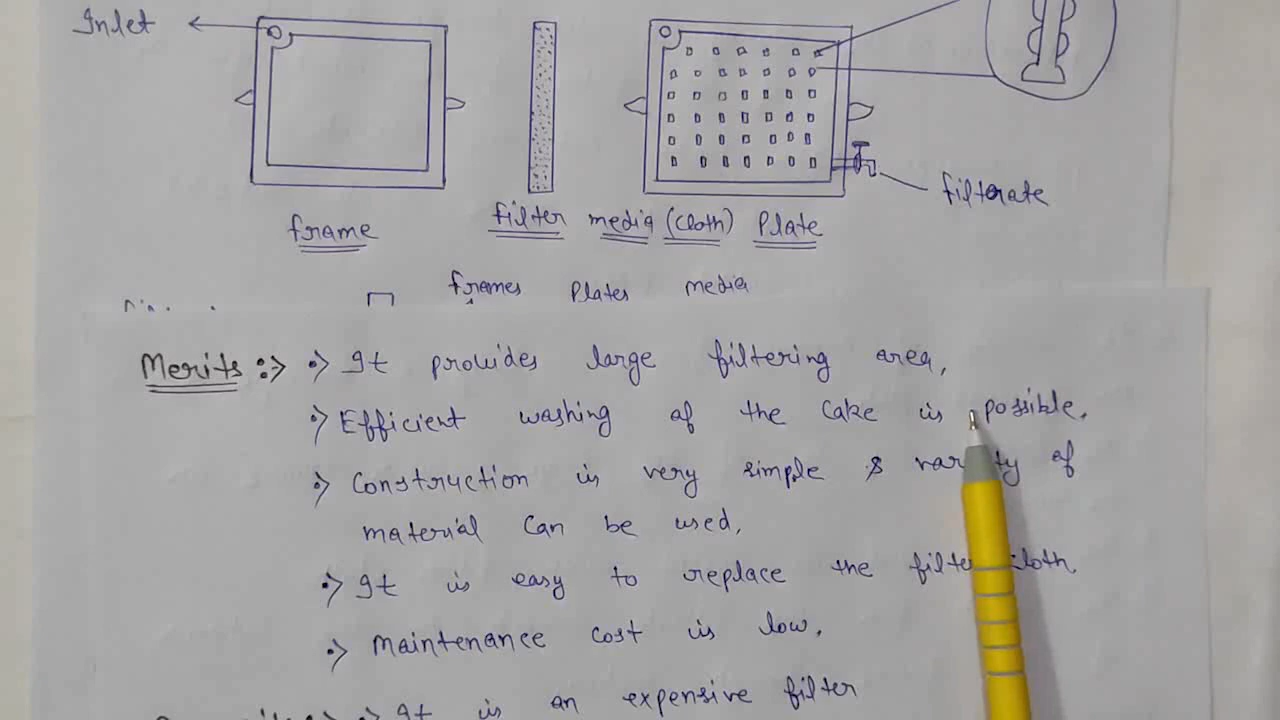 Inlet
filterate
frame
filter media (cloth) Plate
frames Plates media
Merits :-> •> It provides large filtering area,
•> Efficient washing of the cake is possible.
•> Construction is very simple & variety of
material can be used,
•> It is easy to replace the filter cloth
•> Maintenance cost is low.
•> It is an expensive filter